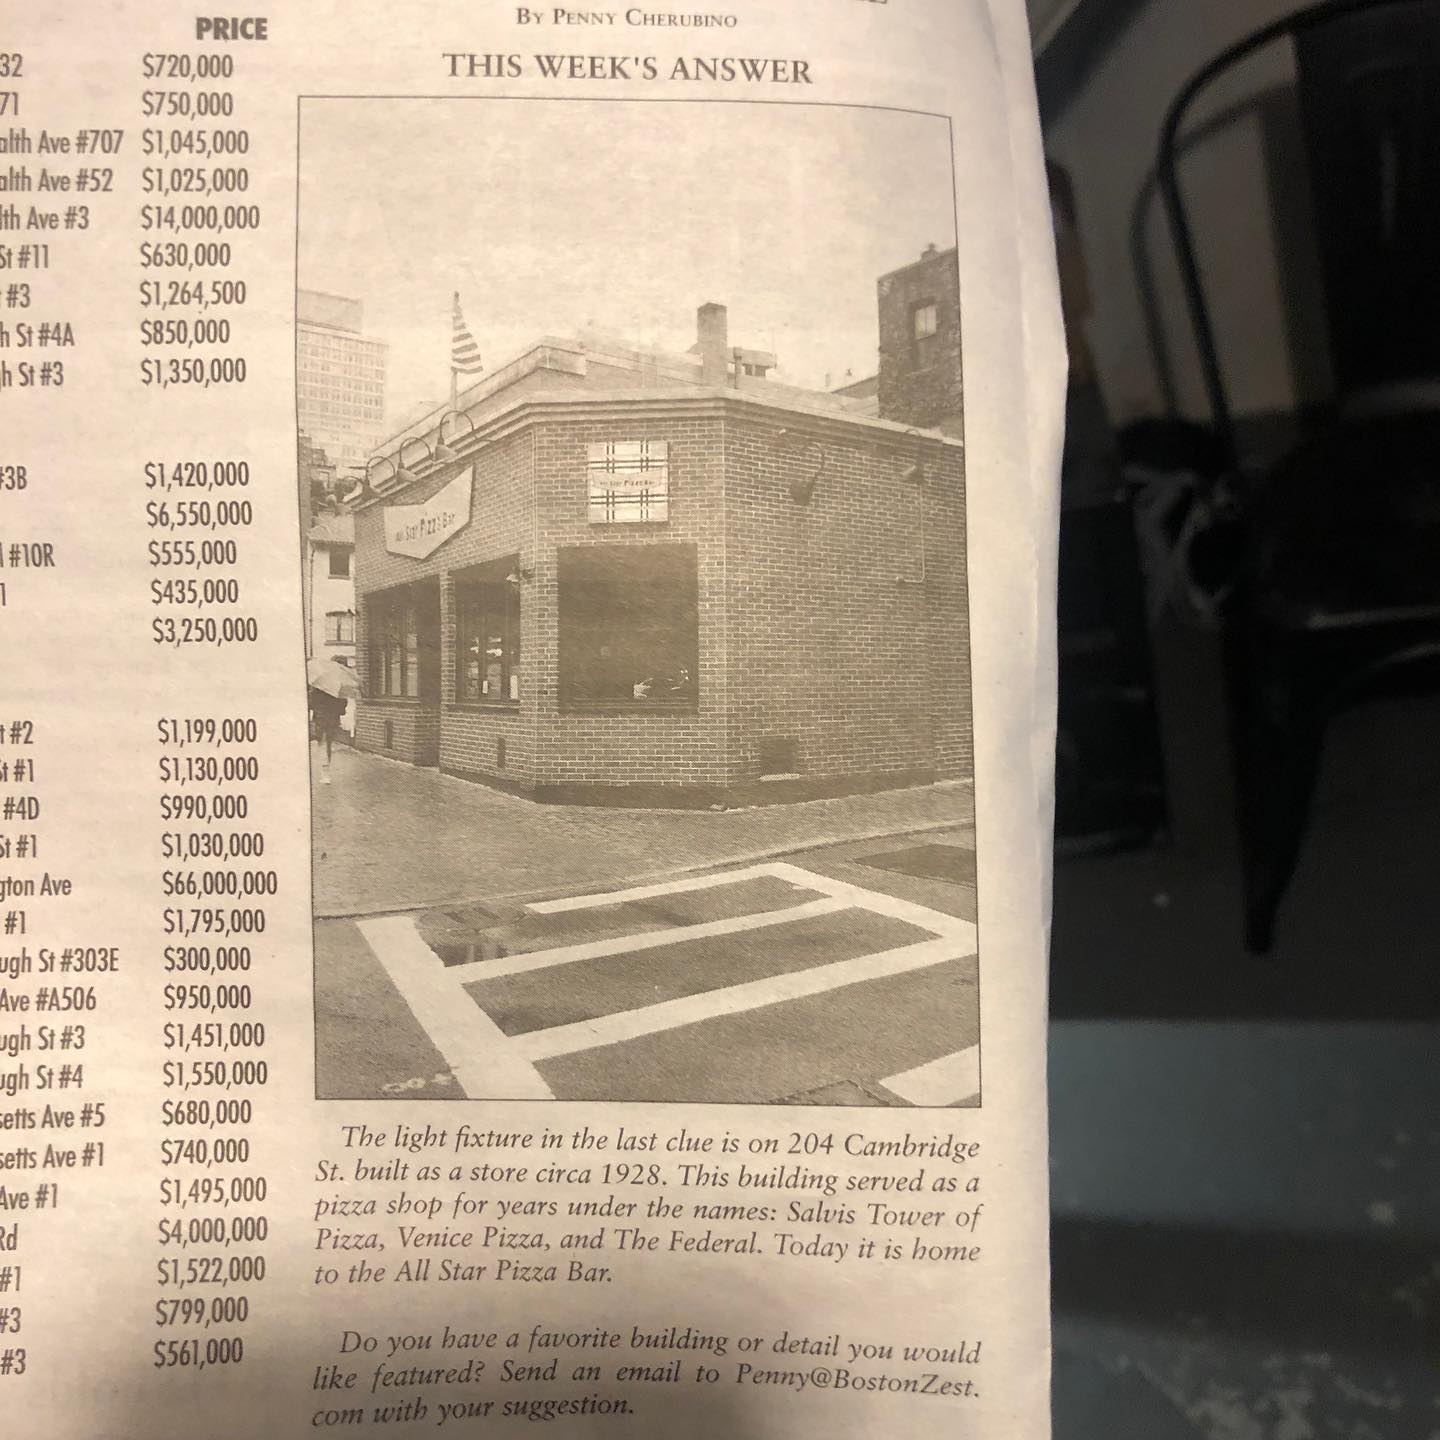 PRICE
32 $720,000
71 $750,000
alth Ave #707 $1,045,000
alth Ave #52 $1,025,000
lth Ave #3 $14,000,000
St #11 $630,000
#3 $1,264,500
h St #4A $850,000
gh St #3 $1,350,000
#3B $1,420,000
$6,550,000
#10R $555,000
1 $435,000
$3,250,000
t #2 $1,199,000
St #1 $1,130,000
#4D $990,000
St #1 $1,030,000
gton Ave $66,000,000
#1 $1,795,000
ugh St #303E $300,000
Ave #A506 $950,000
ugh St #3 $1,451,000
ugh St #4 $1,550,000
setts Ave #5 $680,000
setts Ave #1 $740,000
Ave #1 $1,495,000
Rd $4,000,000
#1 $1,522,000
#3 $799,000
#3 $561,000
BY PENNY CHERUBINO
THIS WEEK'S ANSWER
All Star Pizza Bar
All Star Pizza Bar
The light fixture in the last clue is on 204 Cambridge
St. built as a store circa 1928. This building served as a
pizza shop for years under the names: Salvis Tower of
Pizza, Venice Pizza, and The Federal. Today it is home
to the All Star Pizza Bar.
Do you have a favorite building or detail you would
like featured? Send an email to Penny@BostonZest.
com with your suggestion.